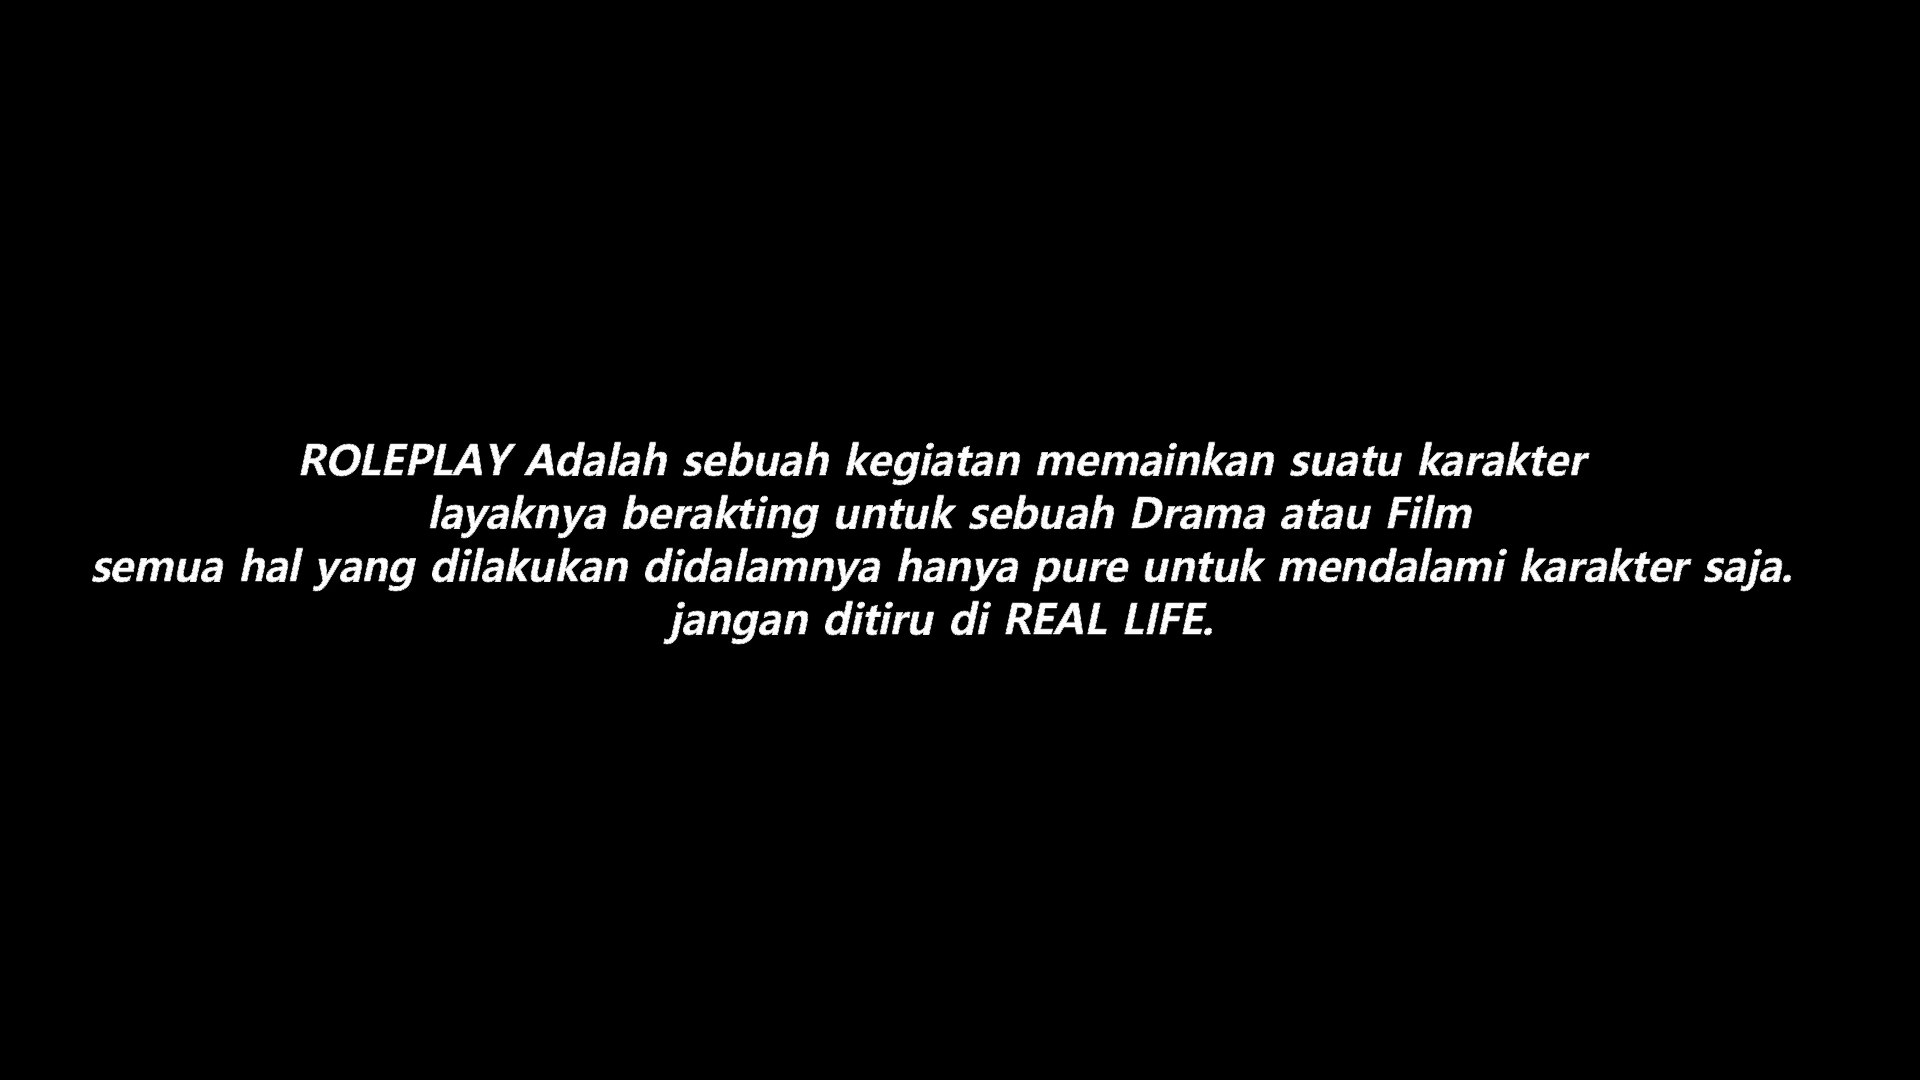 ROLEPLAY Adalah sebuah kegiatan memainkan suatu karakter
layaknya berakting untuk sebuah Drama atau Film
semua hal yang dilakukan didalamnya hanya pure untuk mendalami karakter saja.
jangan ditiru di REAL LIFE.